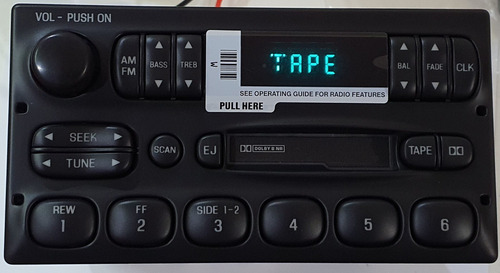 VOL - PUSH ON
AM
FM
BASS
TREB
M
TAPE
BAL
FADE
CLK
SEE OPERATING GUIDE FOR RADIO FEATURES
PULL HERE
SEEK
TUNE
SCAN
EJ
DOLBY B NR
TAPE
REW
1
FF
2
SIDE 1-2
3
4
5
6